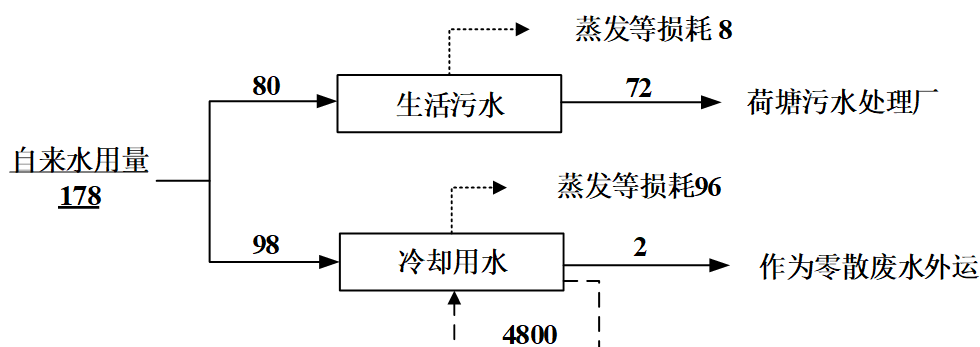 蒸发等损耗 8
80
生活污水
72
荷塘污水处理厂
自来水用量
178
蒸发等损耗96
98
冷却用水
2
作为零散废水外运
4800